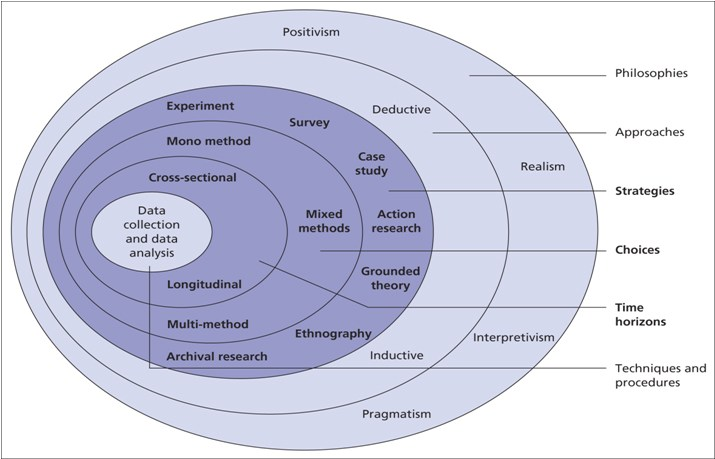 Positivism
Philosophies
Experiment
Deductive
Survey
Approaches
Mono method
Case
study
Realism
Cross-sectional
Strategies
Data
collection
and data
analysis
Mixed
methods
Action
research
Choices
Grounded
theory
Longitudinal
Time
horizons
Multi-method
Ethnography
Interpretivism
Archival research
Inductive
Techniques and
procedures
Pragmatism